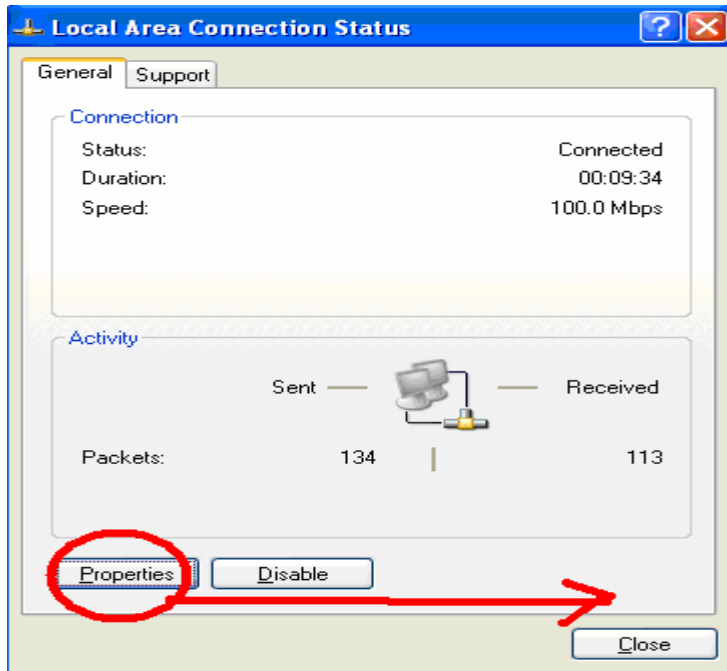 Local Area Connection Status
General Support
Connection
Status: Connected
Duration: 00:09:34
Speed: 100.0 Mbps
Activity
Sent Received
Packets: 134 113
Properties Disable
Close